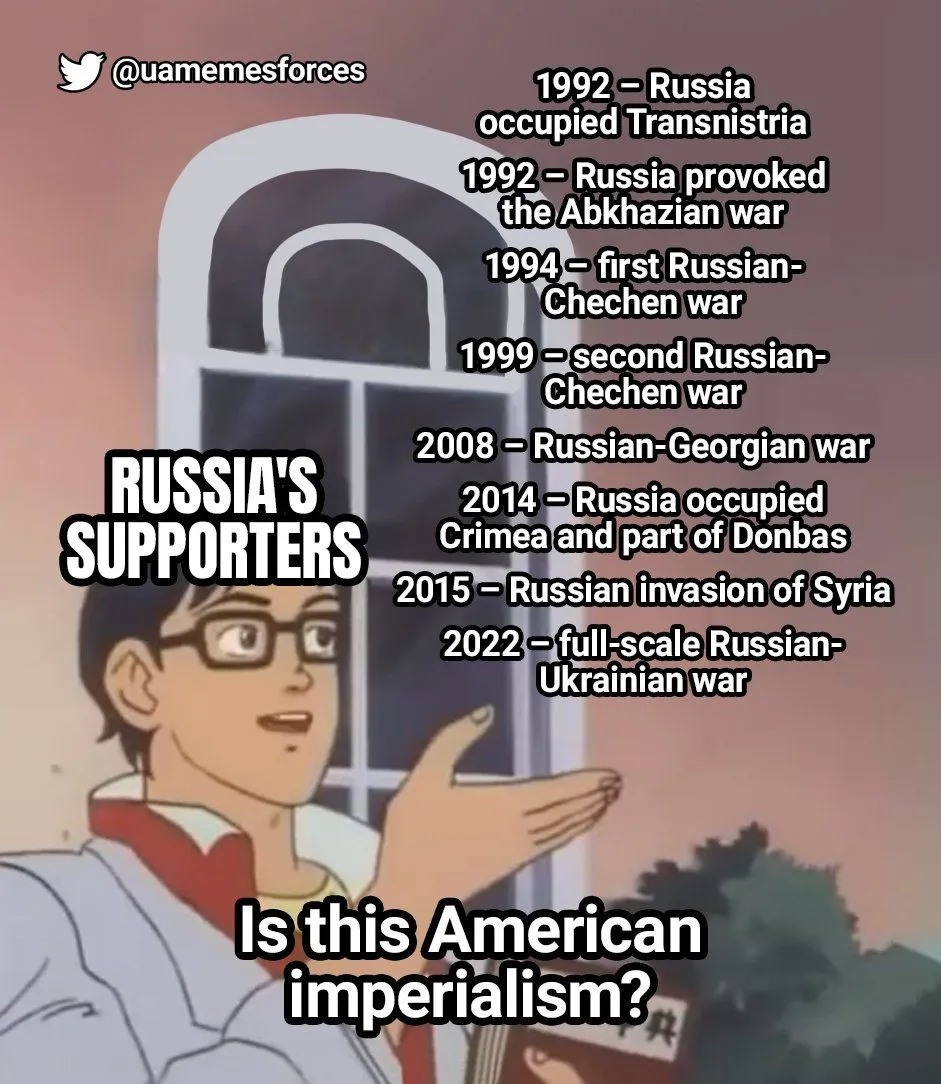 @uamemesforces
1992 – Russia
occupied Transnistria
1992 – Russia provoked
the Abkhazian war
1994 – first Russian-
Chechen war
1999 – second Russian-
Chechen war
2008 – Russian-Georgian war
2014 – Russia occupied
Crimea and part of Donbas
2015 – Russian invasion of Syria
2022 – full-scale Russian-
Ukrainian war
RUSSIA'S
SUPPORTERS
Is this American
imperialism?